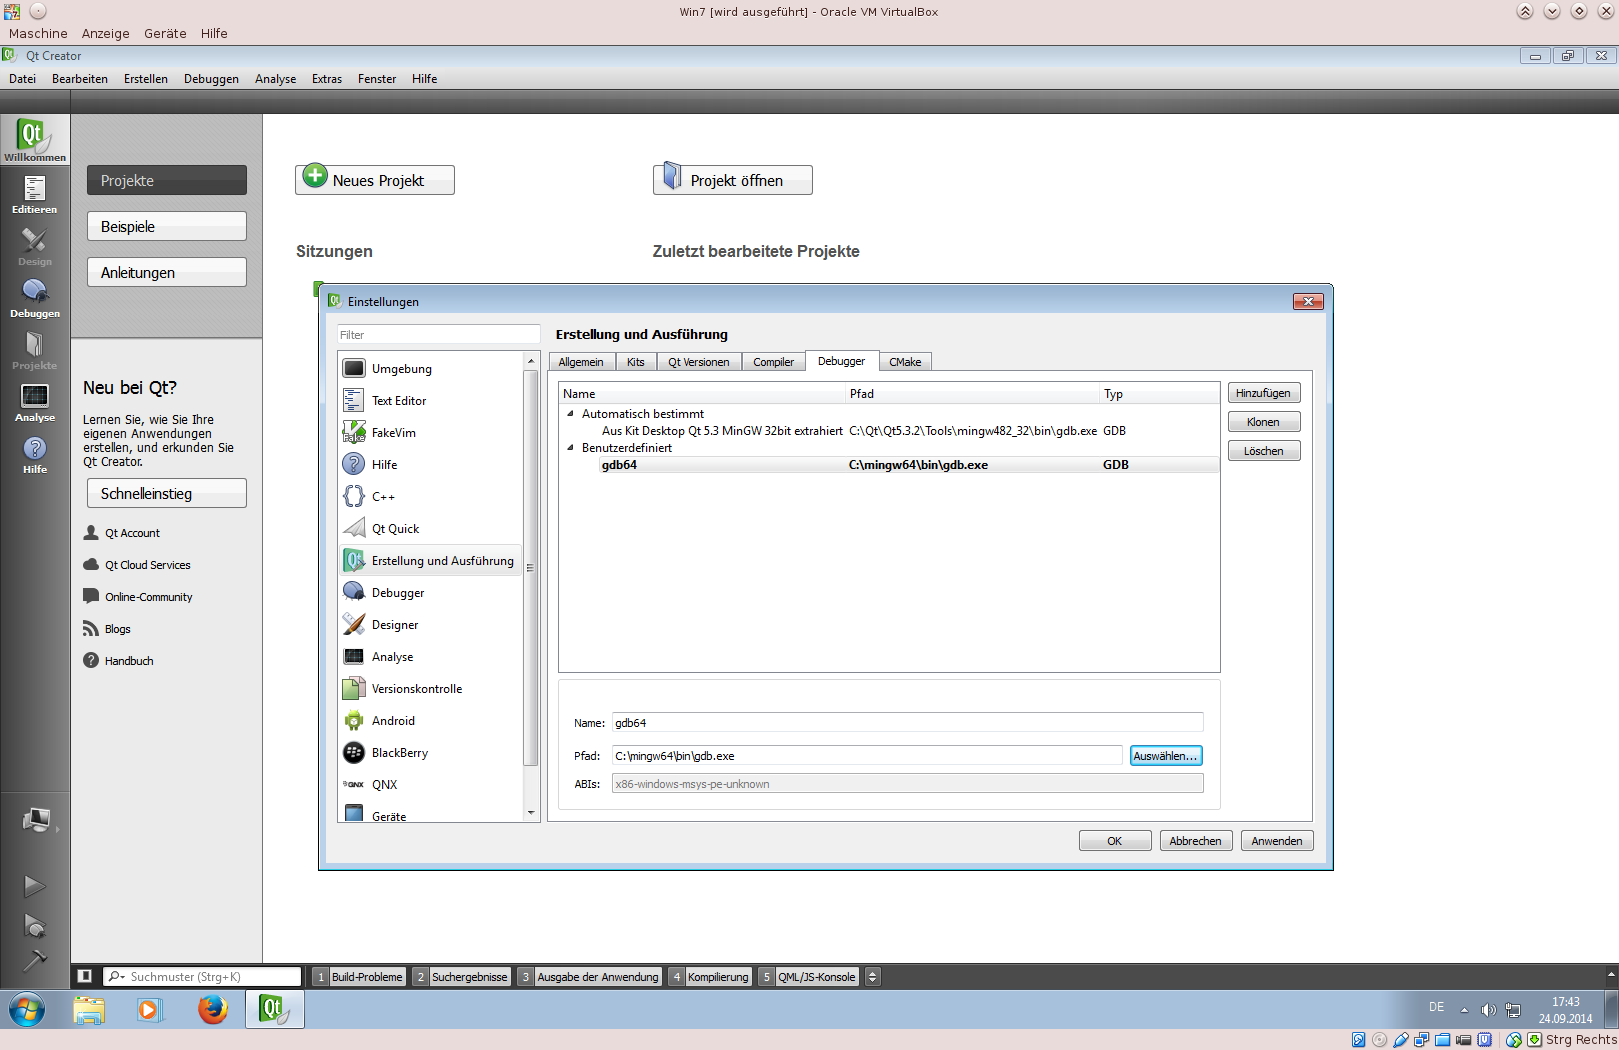 Win7 [wird ausgeführt] - Oracle VM VirtualBox
Maschine Anzeige Geräte Hilfe
Qt Creator
Datei Bearbeiten Erstellen Debuggen Analyse Extras Fenster Hilfe
Willkommen
Editieren
Design
Debuggen
Projekte
Analyse
Hilfe
Projekte
Beispiele
Anleitungen
Neu bei Qt?
Lernen Sie, wie Sie Ihre
eigenen Anwendungen
erstellen, und erkunden Sie
Qt Creator.
Schnelleinstieg
Qt Account
Qt Cloud Services
Online-Community
Blogs
Handbuch
Neues Projekt
Projekt öffnen
Sitzungen
Zuletzt bearbeitete Projekte
Einstellungen
Filter
Umgebung
Text Editor
FakeVim
Hilfe
C++
Qt Quick
Erstellung und Ausführung
Debugger
Designer
Analyse
Versionskontrolle
Android
BlackBerry
QNX
Geräte
Erstellung und Ausführung
Allgemein Kits Qt Versionen Compiler Debugger CMake
Name Pfad Typ
Automatisch bestimmt
Aus Kit Desktop Qt 5.3 MinGW 32bit extrahiert C:\Qt\Qt5.3.2\Tools\mingw482_32\bin\gdb.exe GDB
Benutzerdefiniert
gdb64 C:\mingw64\bin\gdb.exe GDB
Hinzufügen
Klonen
Löschen
Name: gdb64
Pfad: C:\mingw64\bin\gdb.exe Auswählen...
ABIs: x86-windows-msys-pe-unknown
OK Abbrechen Anwenden
Suchmuster (Strg+K) 1 Build-Probleme 2 Suchergebnisse 3 Ausgabe der Anwendung 4 Kompilierung 5 QML/JS-Konsole
DE 17:43
24.09.2014
Strg Rechts